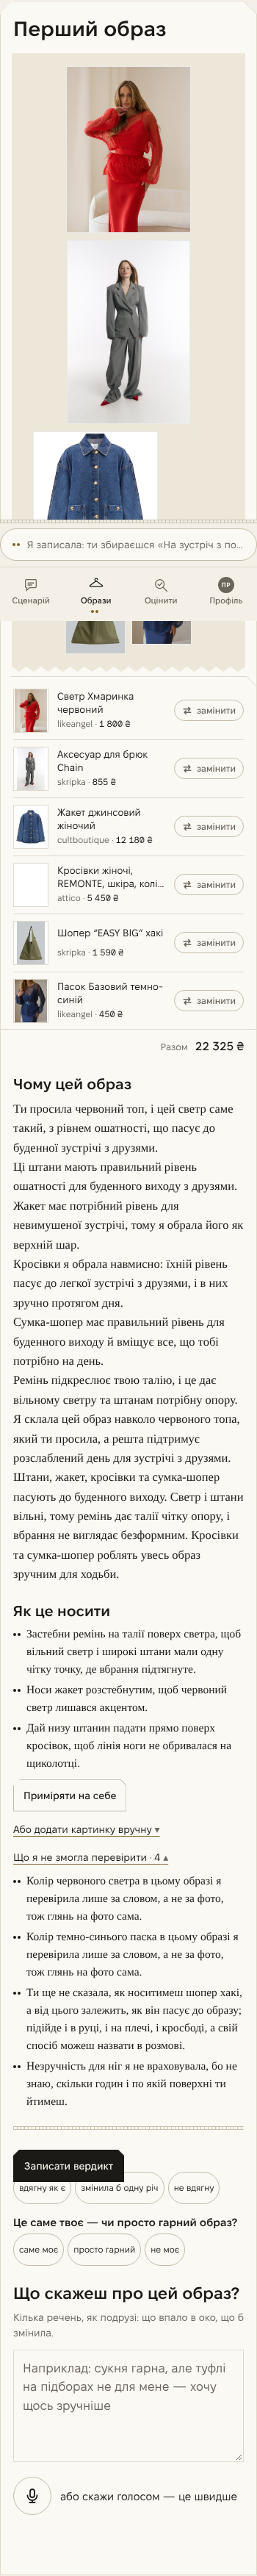 Перший образ
Я записала: ти збираєшся «На зустріч з по...
Сценарій
Образи
Оцінити
ПР
Профіль
Светр Хмаринка
червоний
likeangel · 1 800 ₴
замінити
Аксесуар для брюк
Chain
skripka · 855 ₴
замінити
Жакет джинсовий
жіночий
cultboutique · 12 180 ₴
замінити
Кросівки жіночі,
REMONTE, шкіра, колі...
attico · 5 450 ₴
замінити
Шопер "EASY BIG" хакі
skripka · 1 590 ₴
замінити
Пасок Базовий темно-
синій
likeangel · 450 ₴
замінити
Разом 22 325 ₴
Чому цей образ
Ти просила червоний топ, і цей светр саме
такий, з рівнем ошатності, що пасує до
буденної зустрічі з друзями.
Ці штани мають правильний рівень
ошатності для буденного виходу з друзями.
Жакет має потрібний рівень для
невимушеної зустрічі, тому я обрала його як
верхній шар.
Кросівки я обрала навмисно: їхній рівень
пасує до легкої зустрічі з друзями, і в них
зручно протягом дня.
Сумка-шопер має правильний рівень для
буденного виходу й вміщує все, що тобі
потрібно на день.
Ремінь підкреслює твою талію, і це дає
вільному светру та штанам потрібну опору.
Я склала цей образ навколо червоного топа,
який ти просила, а решта підтримує
розслаблений день для зустрічі з друзями.
Штани, жакет, кросівки та сумка-шопер
пасують до буденного виходу. Светр і штани
вільні, тому ремінь дає талії чітку опору, і
вбрання не виглядає безформним. Кросівки
та сумка-шопер роблять увесь образ
зручним для ходьби.
Як це носити
Застебни ремінь на талії поверх светра, щоб
вільний светр і широкі штани мали одну
чітку точку, де вбрання підтягнуте.
Носи жакет розстебнутим, щоб червоний
светр лишався акцентом.
Дай низу штанин падати прямо поверх
кросівок, щоб лінія ноги не обривалася на
щиколотці.
Приміряти на себе
Або додати картинку вручну ▾
Що я не змогла перевірити · 4 ▴
Колір червоного светра в цьому образі я
перевірила лише за словом, а не за фото,
тож глянь на фото сама.
Колір темно-синього паска в цьому образі я
перевірила лише за словом, а не за фото,
тож глянь на фото сама.
Ти ще не сказала, як носитимеш шопер хакі,
а від цього залежить, як він пасує до образу;
підійде і в руці, і на плечі, і кросбоді, а свій
спосіб можеш назвати в розмові.
Незручність для ніг я не враховувала, бо не
знаю, скільки годин і по якій поверхні ти
йтимеш.
Записати вердикт
вдягну як є
змінила б одну річ
не вдягну
Це саме твоє — чи просто гарний образ?
саме моє
просто гарний
не моє
Що скажеш про цей образ?
Кілька речень, як подрузі: що впало в око, що б
змінила.
Наприклад: сукня гарна, але туфлі
на підборах не для мене — хочу
щось зручніше
або скажи голосом — це швидше